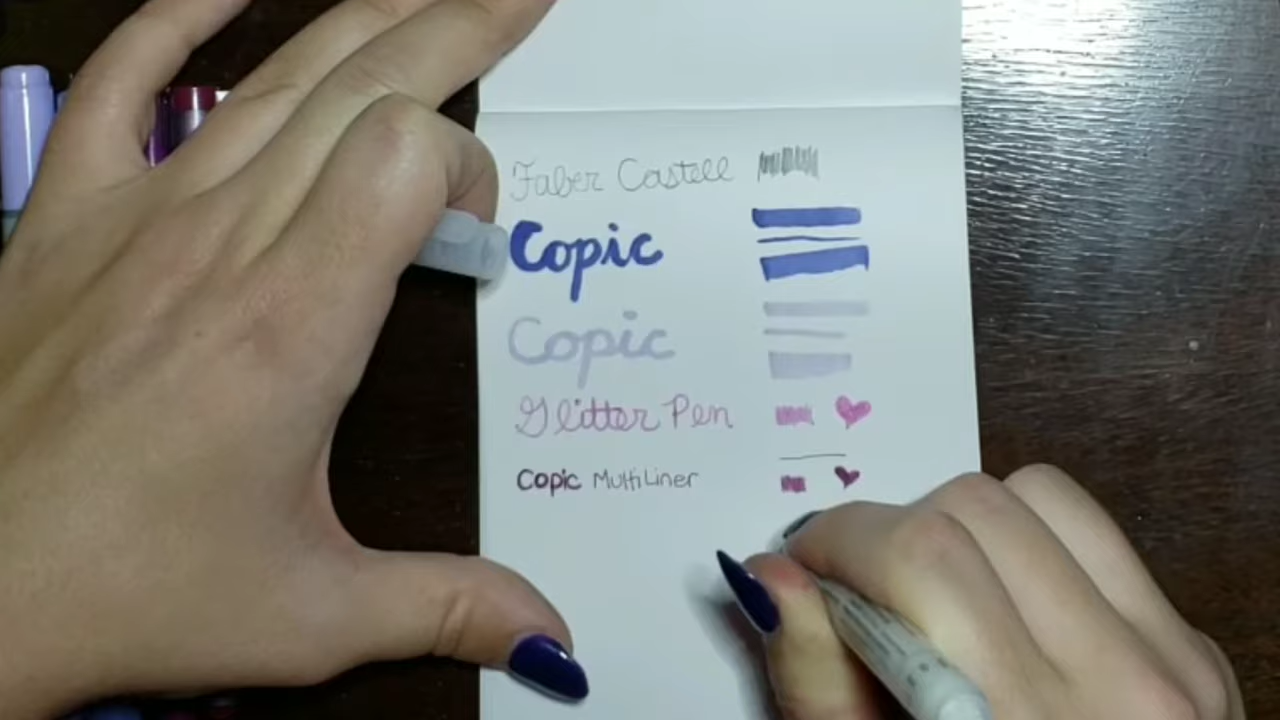 Faber Castell
Copic
Copic
Glitter Pen
Copic MultiLiner